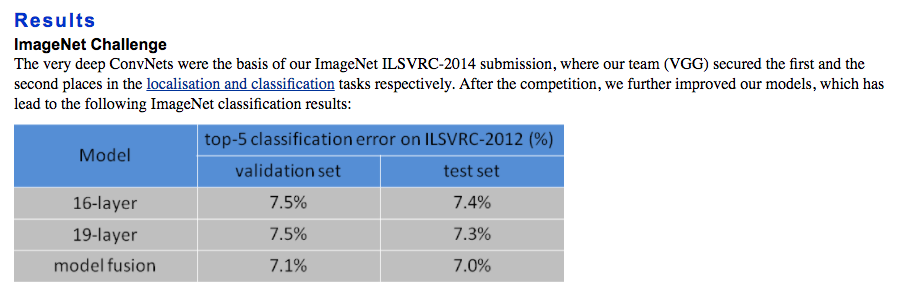 Results
ImageNet Challenge
The very deep ConvNets were the basis of our ImageNet ILSVRC-2014 submission, where our team (VGG) secured the first and the
second places in the localisation and classification tasks respectively. After the competition, we further improved our models, which has
lead to the following ImageNet classification results:
Model
top-5 classification error on ILSVRC-2012 (%)
validation set test set
16-layer 7.5% 7.4%
19-layer 7.5% 7.3%
model fusion 7.1% 7.0%